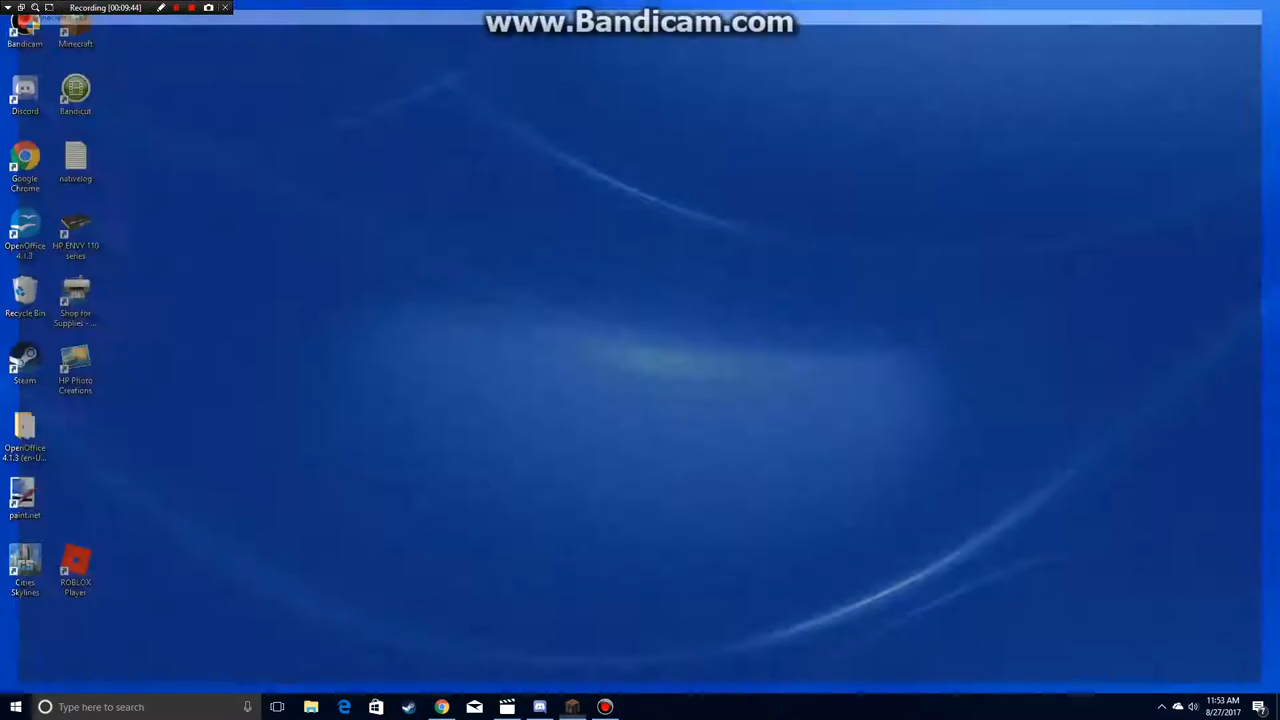 Recording [00:09:44]
www.Bandicam.com
Bandicam
Minecraft
Discord
Bandicut
Google
Chrome
nativelog
OpenOffice
4.1.3
HP ENVY 110
series
Recycle Bin
Shop for
Supplies - ...
Steam
HP Photo
Creations
OpenOffice
4.1.3 (en-U...
paint.net
Cities
Skylines
ROBLOX
Player
Type here to search
11:53 AM
8/27/2017